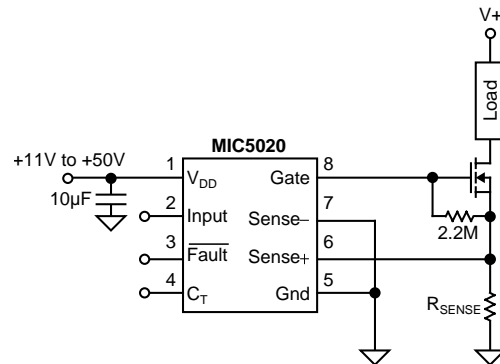 V+
Load
MIC5020
+11V to +50V
10µF
1
VDD
2
Input
3
Fault
4
CT
8
Gate
7
Sense−
6
Sense+
5
Gnd
2.2M
RSENSE